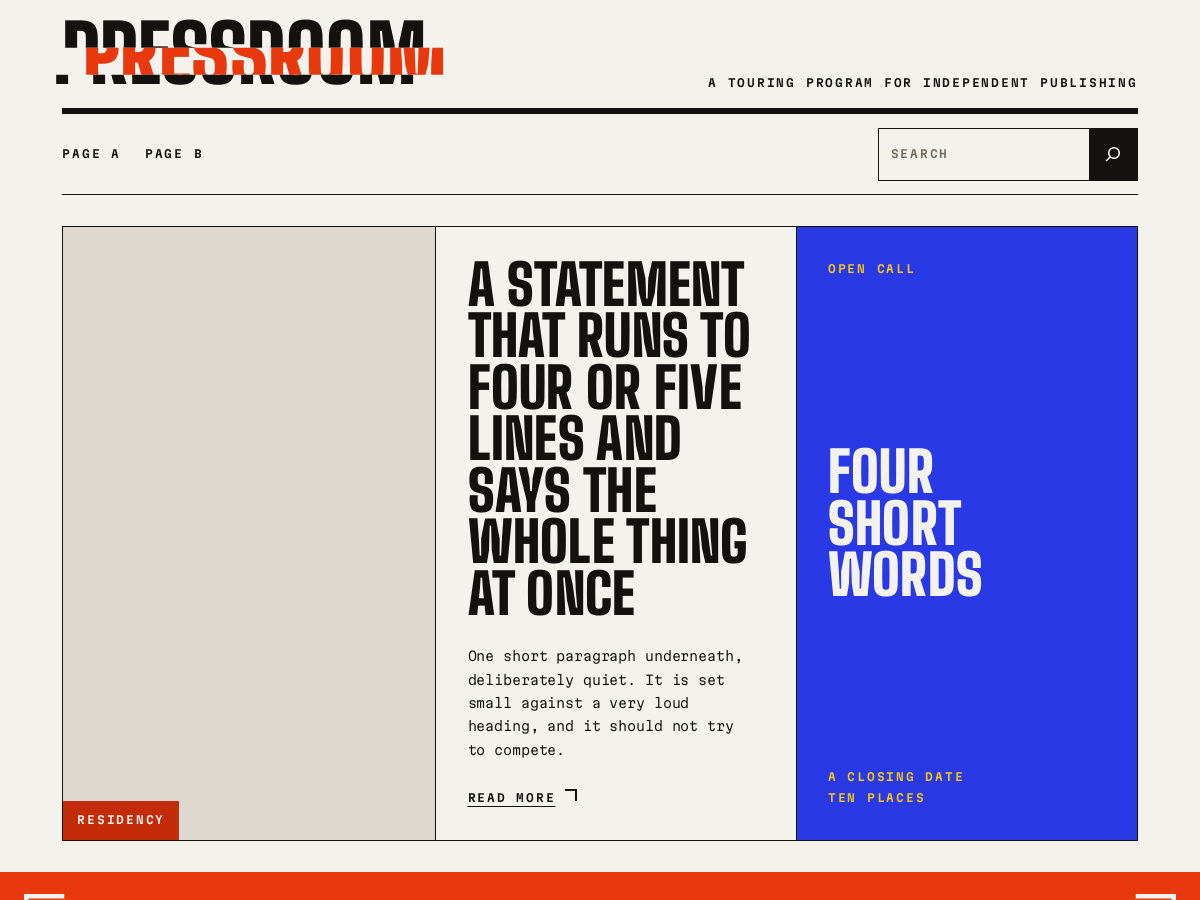 PRESSROOM
A TOURING PROGRAM FOR INDEPENDENT PUBLISHING
PAGE A PAGE B
SEARCH
RESIDENCY
A STATEMENT
THAT RUNS TO
FOUR OR FIVE
LINES AND
SAYS THE
WHOLE THING
AT ONCE
One short paragraph underneath,
deliberately quiet. It is set
small against a very loud
heading, and it should not try
to compete.
READ MORE
OPEN CALL
FOUR
SHORT
WORDS
A CLOSING DATE
TEN PLACES